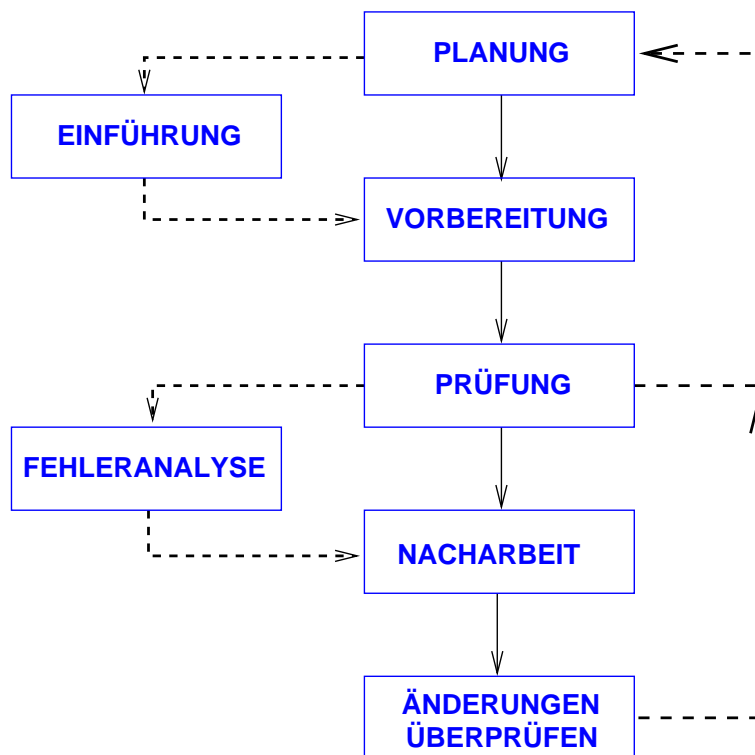 PLANUNG
EINFÜHRUNG
VORBEREITUNG
PRÜFUNG
FEHLERANALYSE
NACHARBEIT
ÄNDERUNGEN
ÜBERPRÜFEN